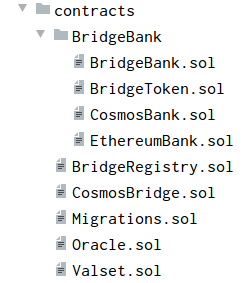 contracts
BridgeBank
BridgeBank.sol
BridgeToken.sol
CosmosBank.sol
EthereumBank.sol
BridgeRegistry.sol
CosmosBridge.sol
Migrations.sol
Oracle.sol
Valset.sol